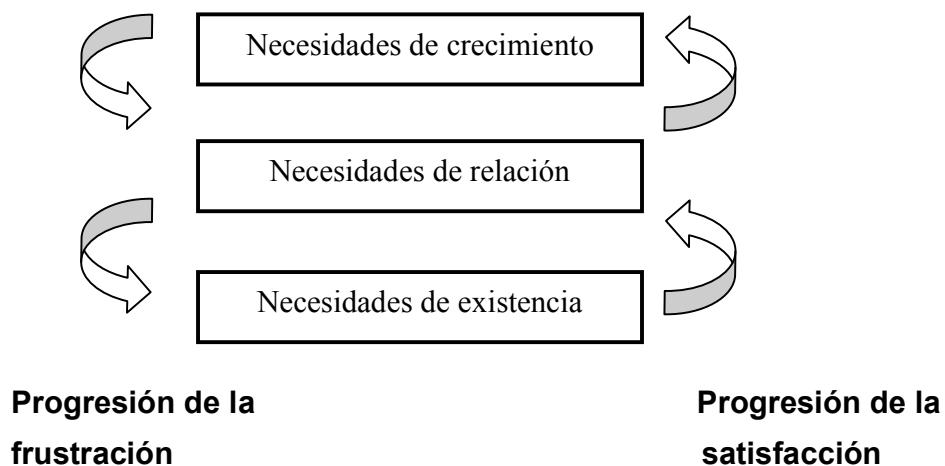 Necesidades de crecimiento
Necesidades de relación
Necesidades de existencia
Progresión de la
frustración
Progresión de la
satisfacción